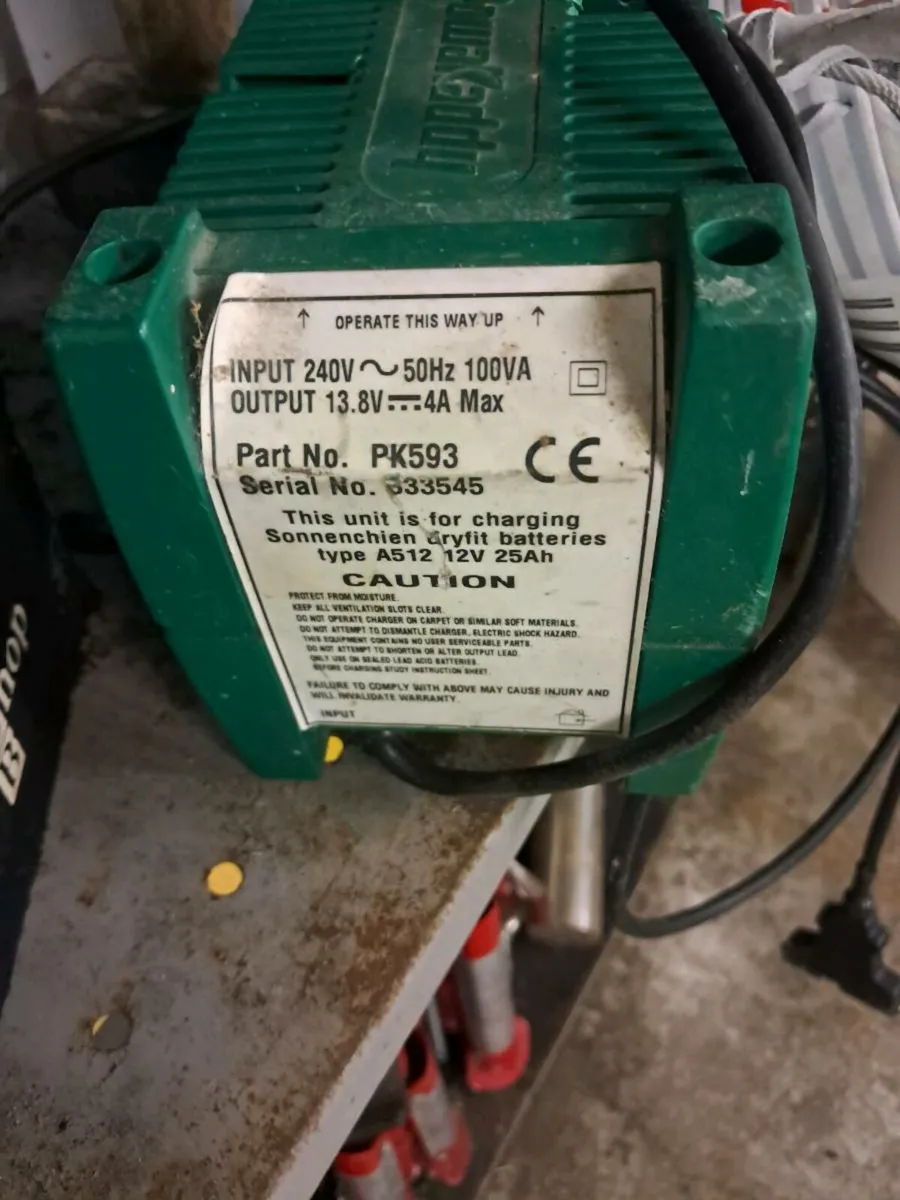 ↑ OPERATE THIS WAY UP ↑
INPUT 240V ~ 50Hz 100VA
OUTPUT 13.8V ⎓ 4A Max
Part No. PK593 CE
Serial No. 333545
This unit is for charging
Sonnenchien dryfit batteries
type A512 12V 25Ah
CAUTION
PROTECT FROM MOISTURE.
KEEP ALL VENTILATION SLOTS CLEAR.
DO NOT OPERATE CHARGER ON CARPET OR SIMILAR SOFT MATERIALS.
DO NOT ATTEMPT TO DISMANTLE CHARGER, ELECTRIC SHOCK HAZARD.
THIS EQUIPMENT CONTAINS NO USER SERVICEABLE PARTS.
DO NOT ATTEMPT TO SHORTEN OR ALTER OUTPUT LEAD.
ONLY USE ON SEALED LEAD ACID BATTERIES.
BEFORE CHARGING STUDY INSTRUCTION SHEET.
FAILURE TO COMPLY WITH ABOVE MAY CAUSE INJURY AND
WILL INVALIDATE WARRANTY.
INPUT